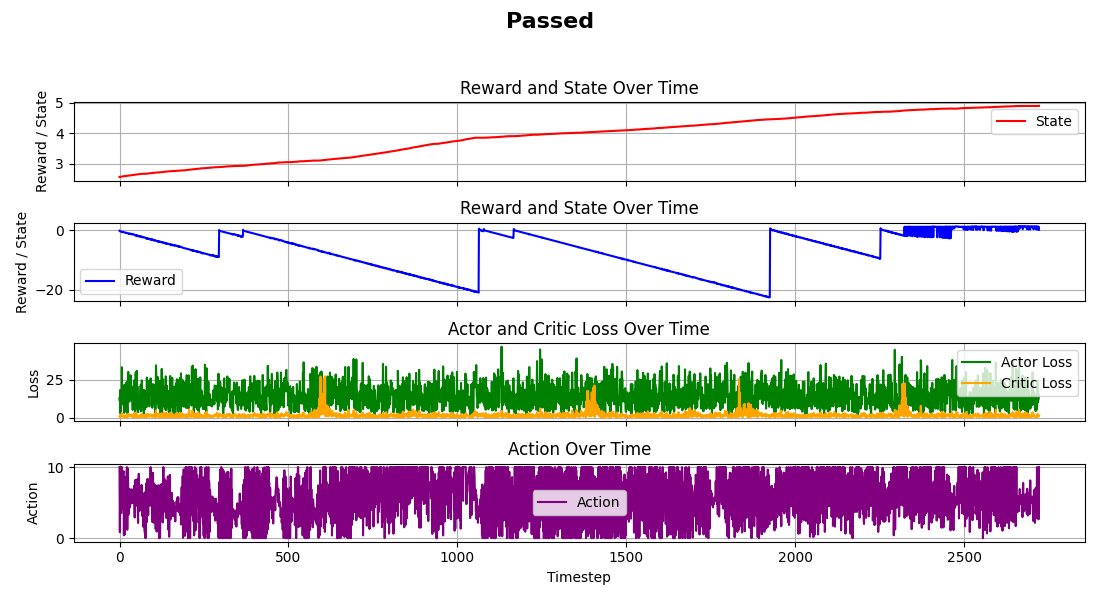 Passed
Reward and State Over Time
Reward / State
5
4
3
State
Reward and State Over Time
Reward / State
0
−20
Reward
Actor and Critic Loss Over Time
Loss
25
0
Actor Loss
Critic Loss
Action Over Time
Action
10
0
Action
0
500
1000
1500
2000
2500
Timestep